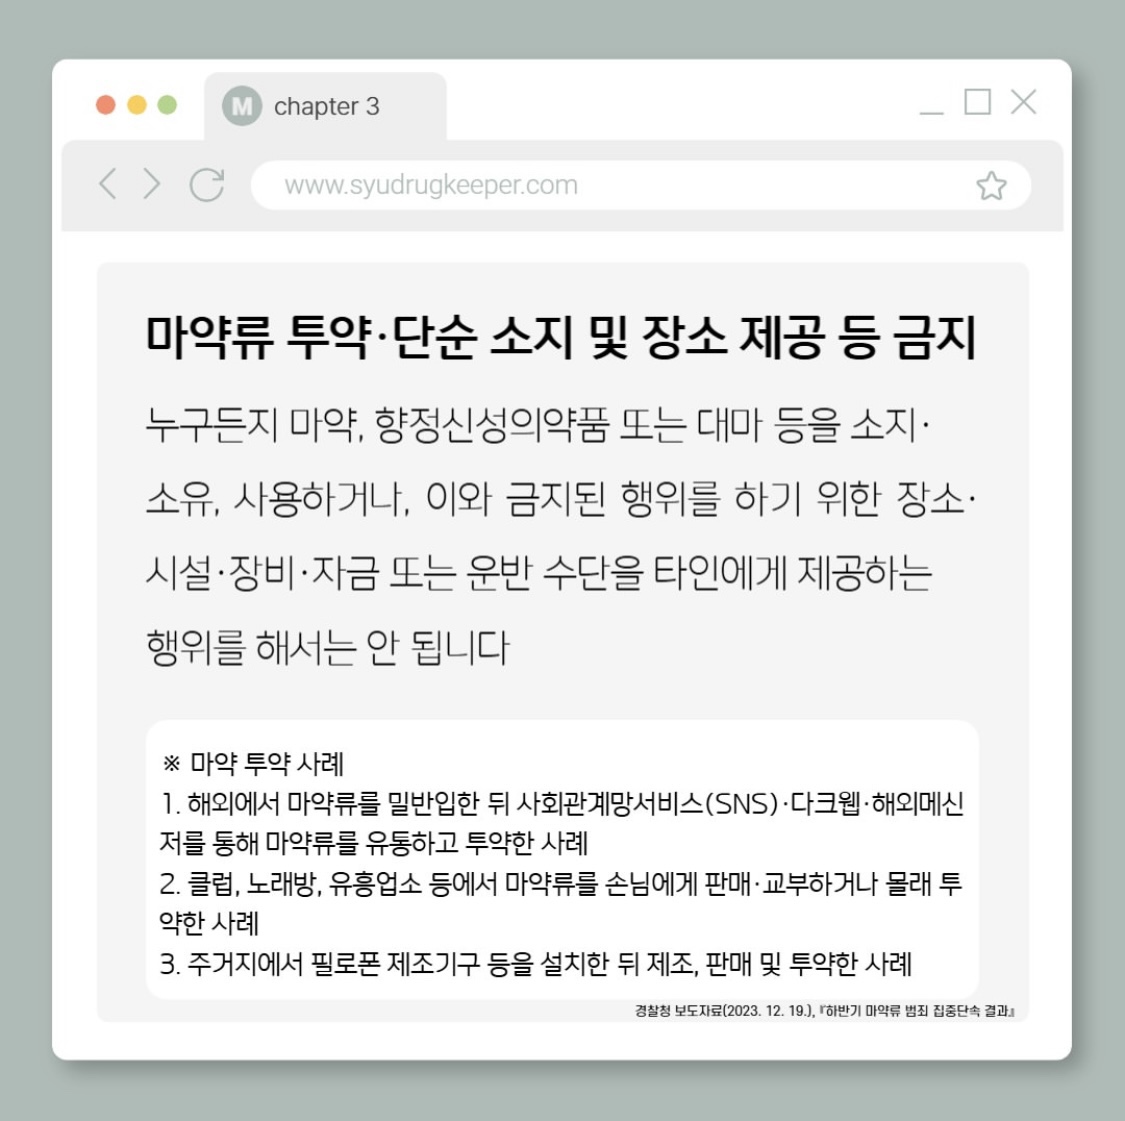 M chapter 3
www.syudrugkeeper.com
마약류 투약·단순 소지 및 장소 제공 등 금지
누구든지 마약, 향정신성의약품 또는 대마 등을 소지·
소유, 사용하거나, 이와 금지된 행위를 하기 위한 장소·
시설·장비·자금 또는 운반 수단을 타인에게 제공하는
행위를 해서는 안 됩니다
※ 마약 투약 사례
1. 해외에서 마약류를 밀반입한 뒤 사회관계망서비스(SNS)·다크웹·해외메신
저를 통해 마약류를 유통하고 투약한 사례
2. 클럽, 노래방, 유흥업소 등에서 마약류를 손님에게 판매·교부하거나 몰래 투
약한 사례
3. 주거지에서 필로폰 제조기구 등을 설치한 뒤 제조, 판매 및 투약한 사례
경찰청 보도자료(2023. 12. 19.), 『하반기 마약류 범죄 집중단속 결과』